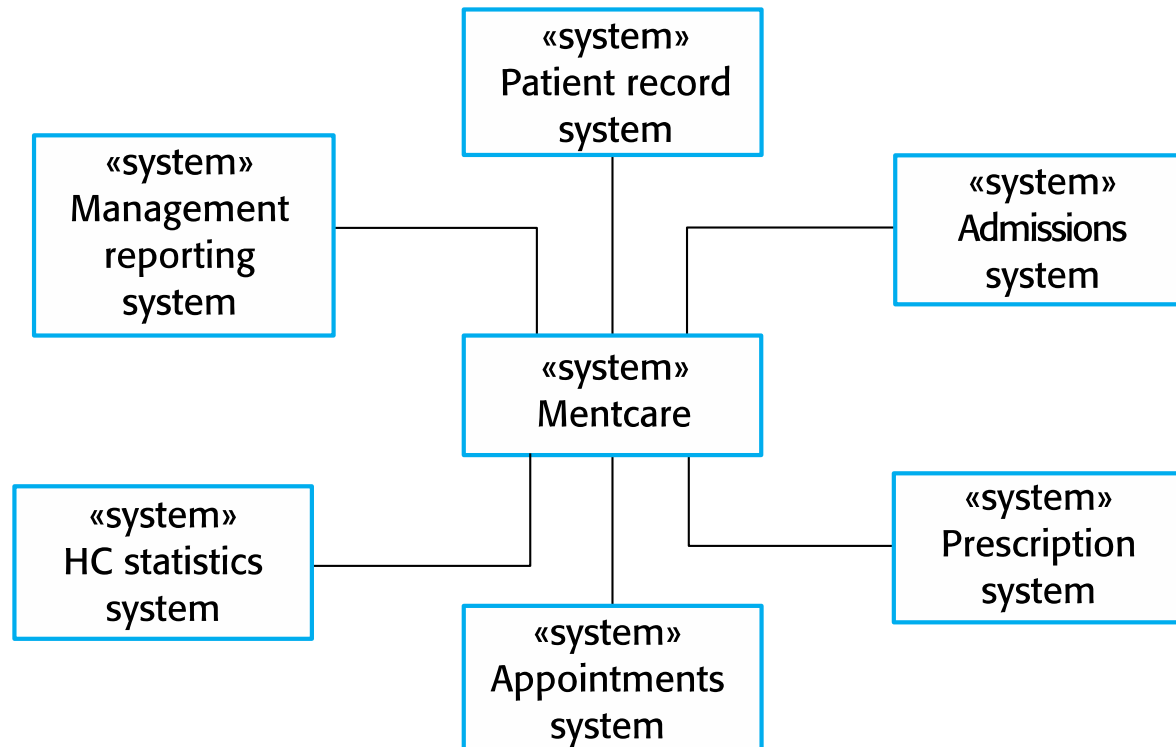 «system»
Patient record
system
«system»
Management
reporting
system
«system»
Admissions
system
«system»
Mentcare
«system»
HC statistics
system
«system»
Prescription
system
«system»
Appointments
system